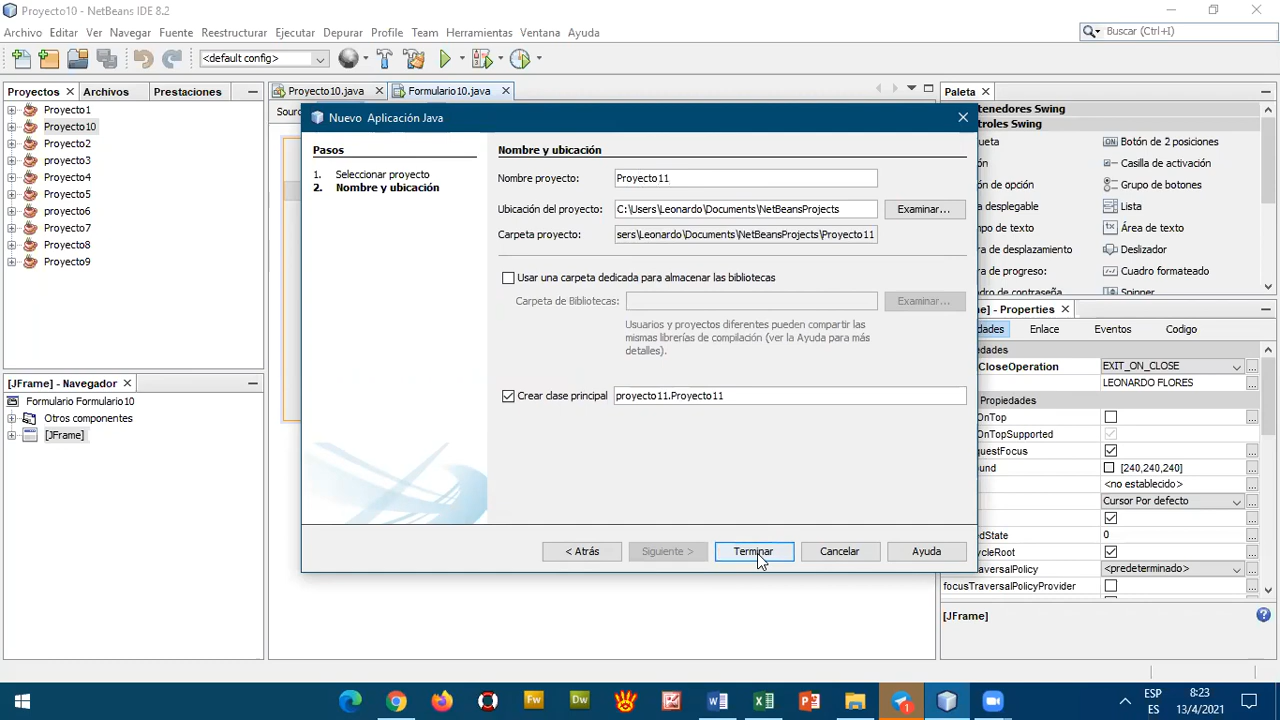 Proyecto10 - NetBeans IDE 8.2
Archivo Editar Ver Navegar Fuente Reestructurar Ejecutar Depurar Profile Team Herramientas Ventana Ayuda
Buscar (Ctrl+I)
<default config>
Proyectos Archivos Prestaciones
Proyecto10.java Formulario10.java
Paleta
Proyecto1
Proyecto10
Proyecto2
proyecto3
Proyecto4
Proyecto5
proyecto6
Proyecto7
Proyecto8
Proyecto9
[JFrame] - Navegador
Formulario Formulario10
Otros componentes
[JFrame]
Nuevo Aplicación Java
Pasos
1. Seleccionar proyecto
2. Nombre y ubicación
Nombre y ubicación
Nombre proyecto: Proyecto11
Ubicación del proyecto: C:\Users\Leonardo\Documents\NetBeansProjects Examinar...
Carpeta proyecto: sers\Leonardo\Documents\NetBeansProjects\Proyecto11
Usar una carpeta dedicada para almacenar las bibliotecas
Carpeta de Bibliotecas: Examinar...
Usuarios y proyectos diferentes pueden compartir las
mismas librerías de compilación (ver la Ayuda para más
detalles).
Crear clase principal proyecto11.Proyecto11
< Atrás Siguiente > Terminar Cancelar Ayuda
tenedores Swing
troles Swing
queta Botón de 2 posiciones
ón Casilla de activación
ón de opción Grupo de botones
a desplegable Lista
po de texto Área de texto
ra de desplazamiento Deslizador
ra de progreso: Cuadro formateado
o de contraseña Spinner
e] - Properties
dades Enlace Eventos Codigo
edades
CloseOperation EXIT_ON_CLOSE
LEONARDO FLORES
Propiedades
OnTop
OnTopSupported
questFocus
ound [240,240,240]
<no establecido>
Cursor Por defecto
edState 0
ycleRoot
aversalPolicy <predeterminado>
focusTraversalPolicyProvider
[JFrame]
ESP
ES
8:23
13/4/2021